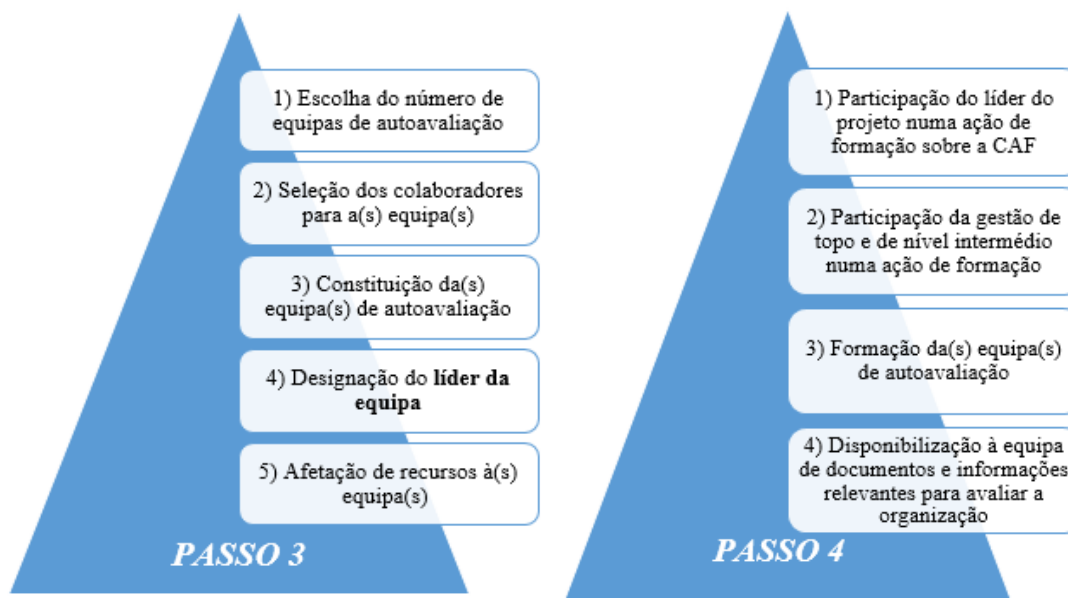 1) Escolha do número de
equipas de autoavaliação
2) Seleção dos colaboradores
para a(s) equipa(s)
3) Constituição da(s)
equipa(s) de autoavaliação
4) Designação do líder da
equipa
5) Afetação de recursos à(s)
equipa(s)
PASSO 3
1) Participação do líder do
projeto numa ação de
formação sobre a CAF
2) Participação da gestão de
topo e de nível intermédio
numa ação de formação
3) Formação da(s) equipa(s)
de autoavaliação
4) Disponibilização à equipa
de documentos e informações
relevantes para avaliar a
organização
PASSO 4